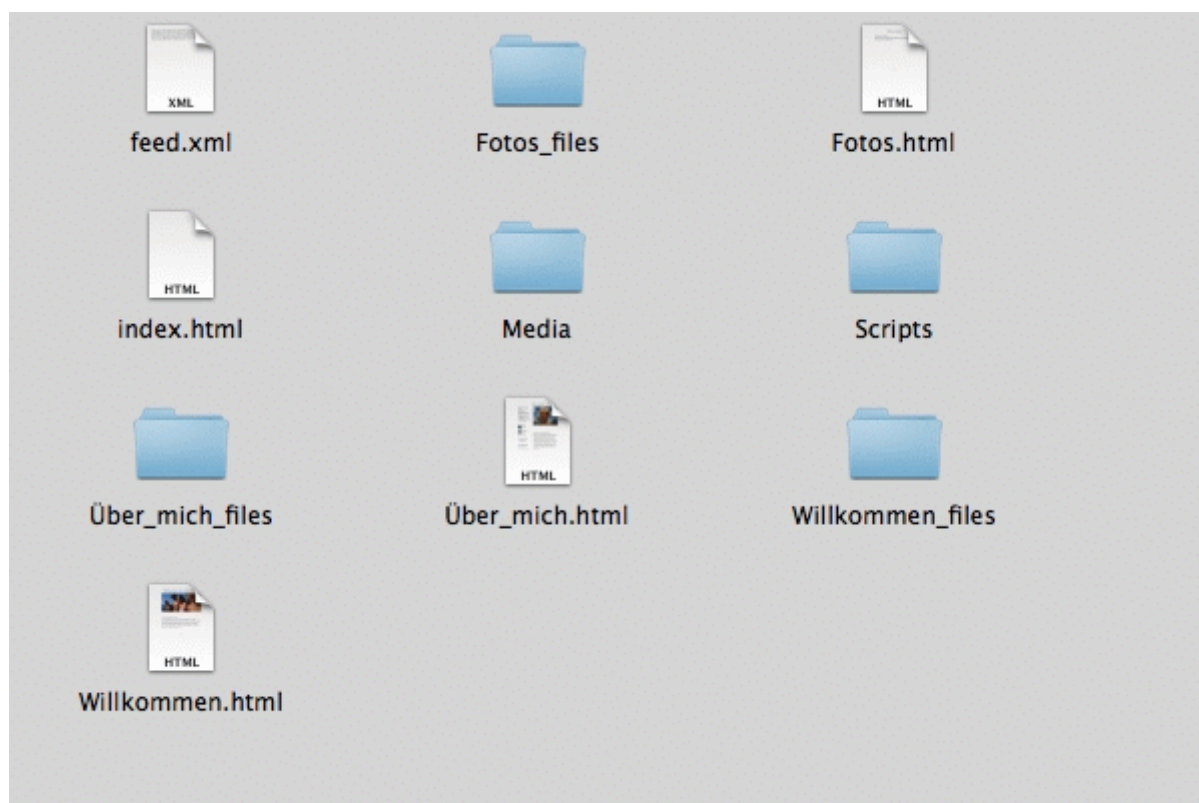 XML
feed.xml
Fotos_files
HTML
Fotos.html
HTML
index.html
Media
Scripts
Über_mich_files
HTML
Über_mich.html
Willkommen_files
HTML
Willkommen.html